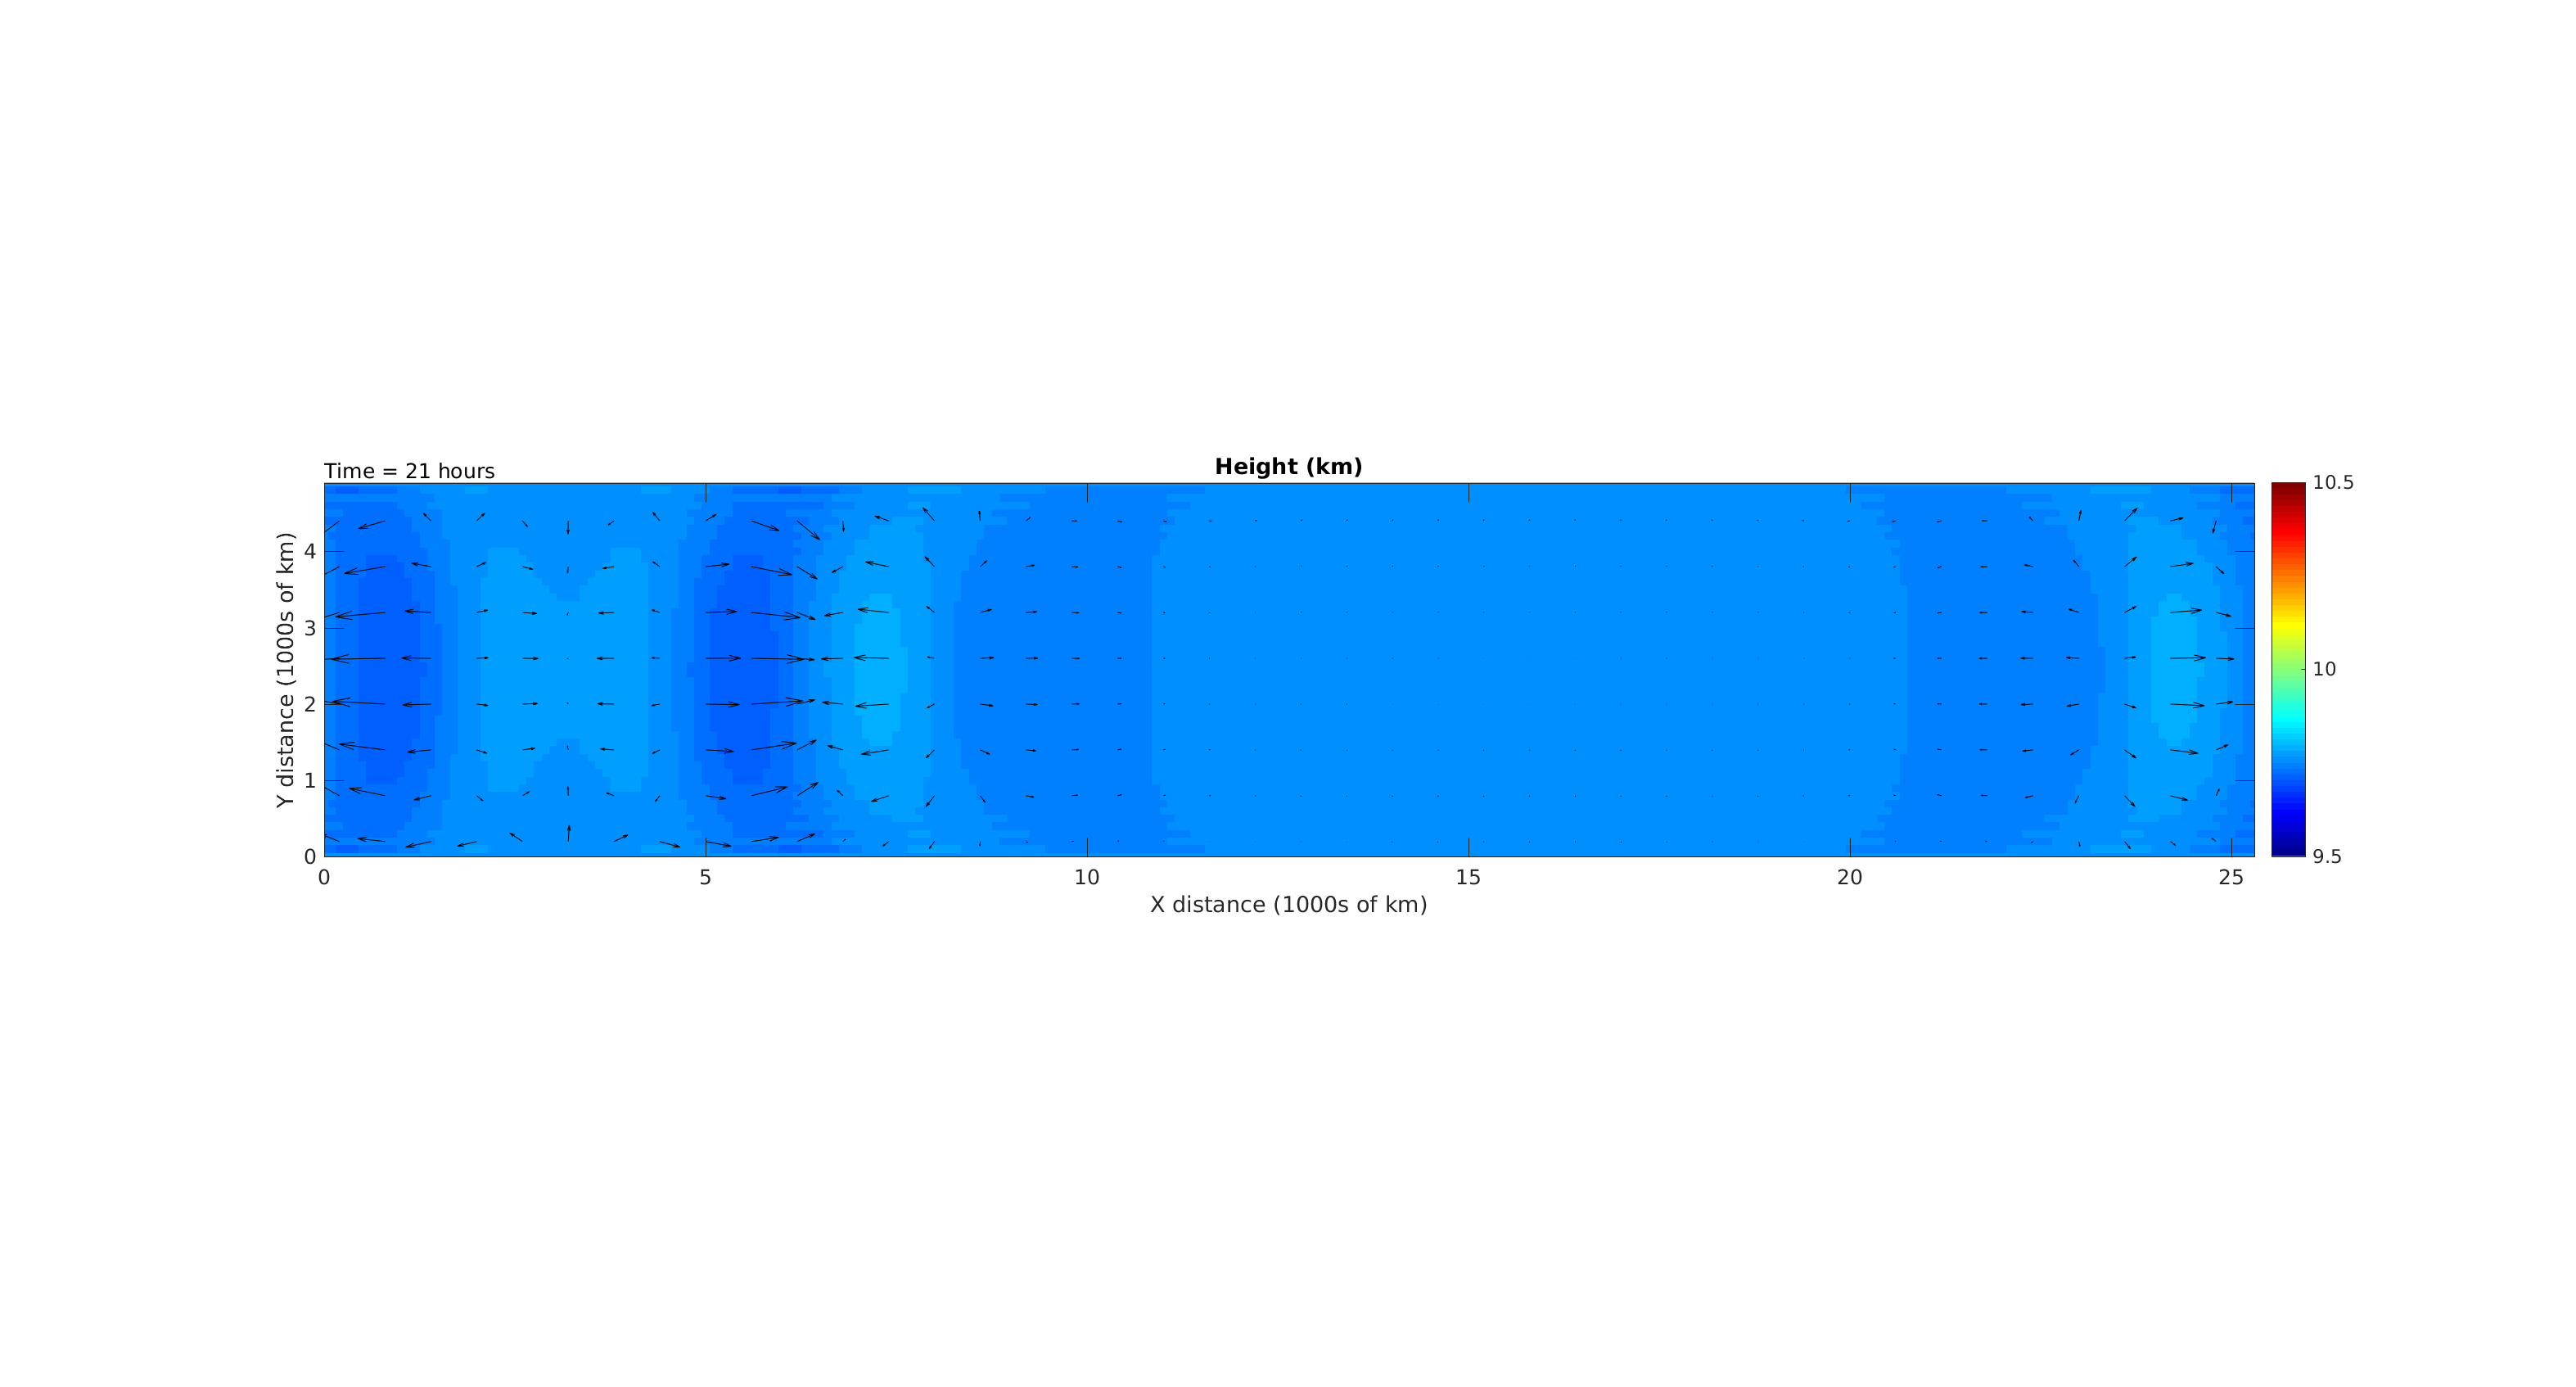 Time = 21 hours
Height (km)
10.5
10
9.5
Y distance (1000s of km)
4
3
2
1
0
0 5 10 15 20 25
X distance (1000s of km)